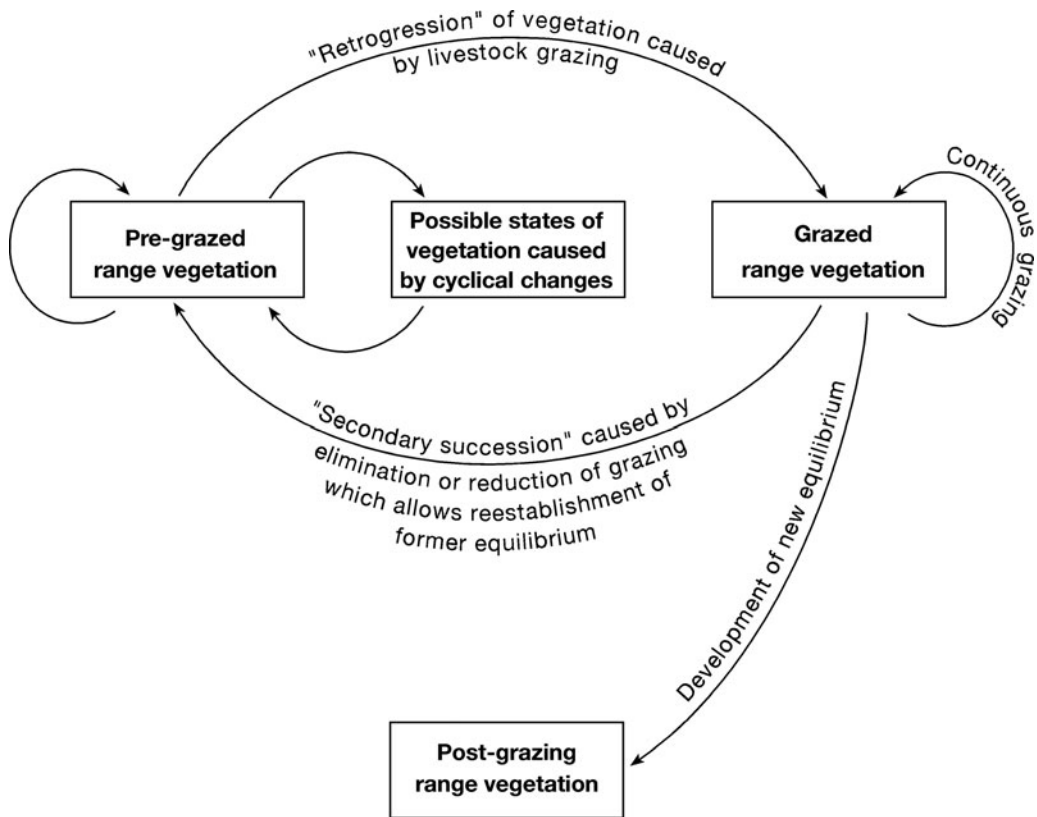 "Retrogression" of vegetation caused
by livestock grazing
Pre-grazed
range vegetation
Possible states of
vegetation caused
by cyclical changes
Grazed
range vegetation
Continuous grazing
"Secondary succession" caused by
elimination or reduction of grazing
which allows reestablishment of
former equilibrium
Development of new equilibrium
Post-grazing
range vegetation